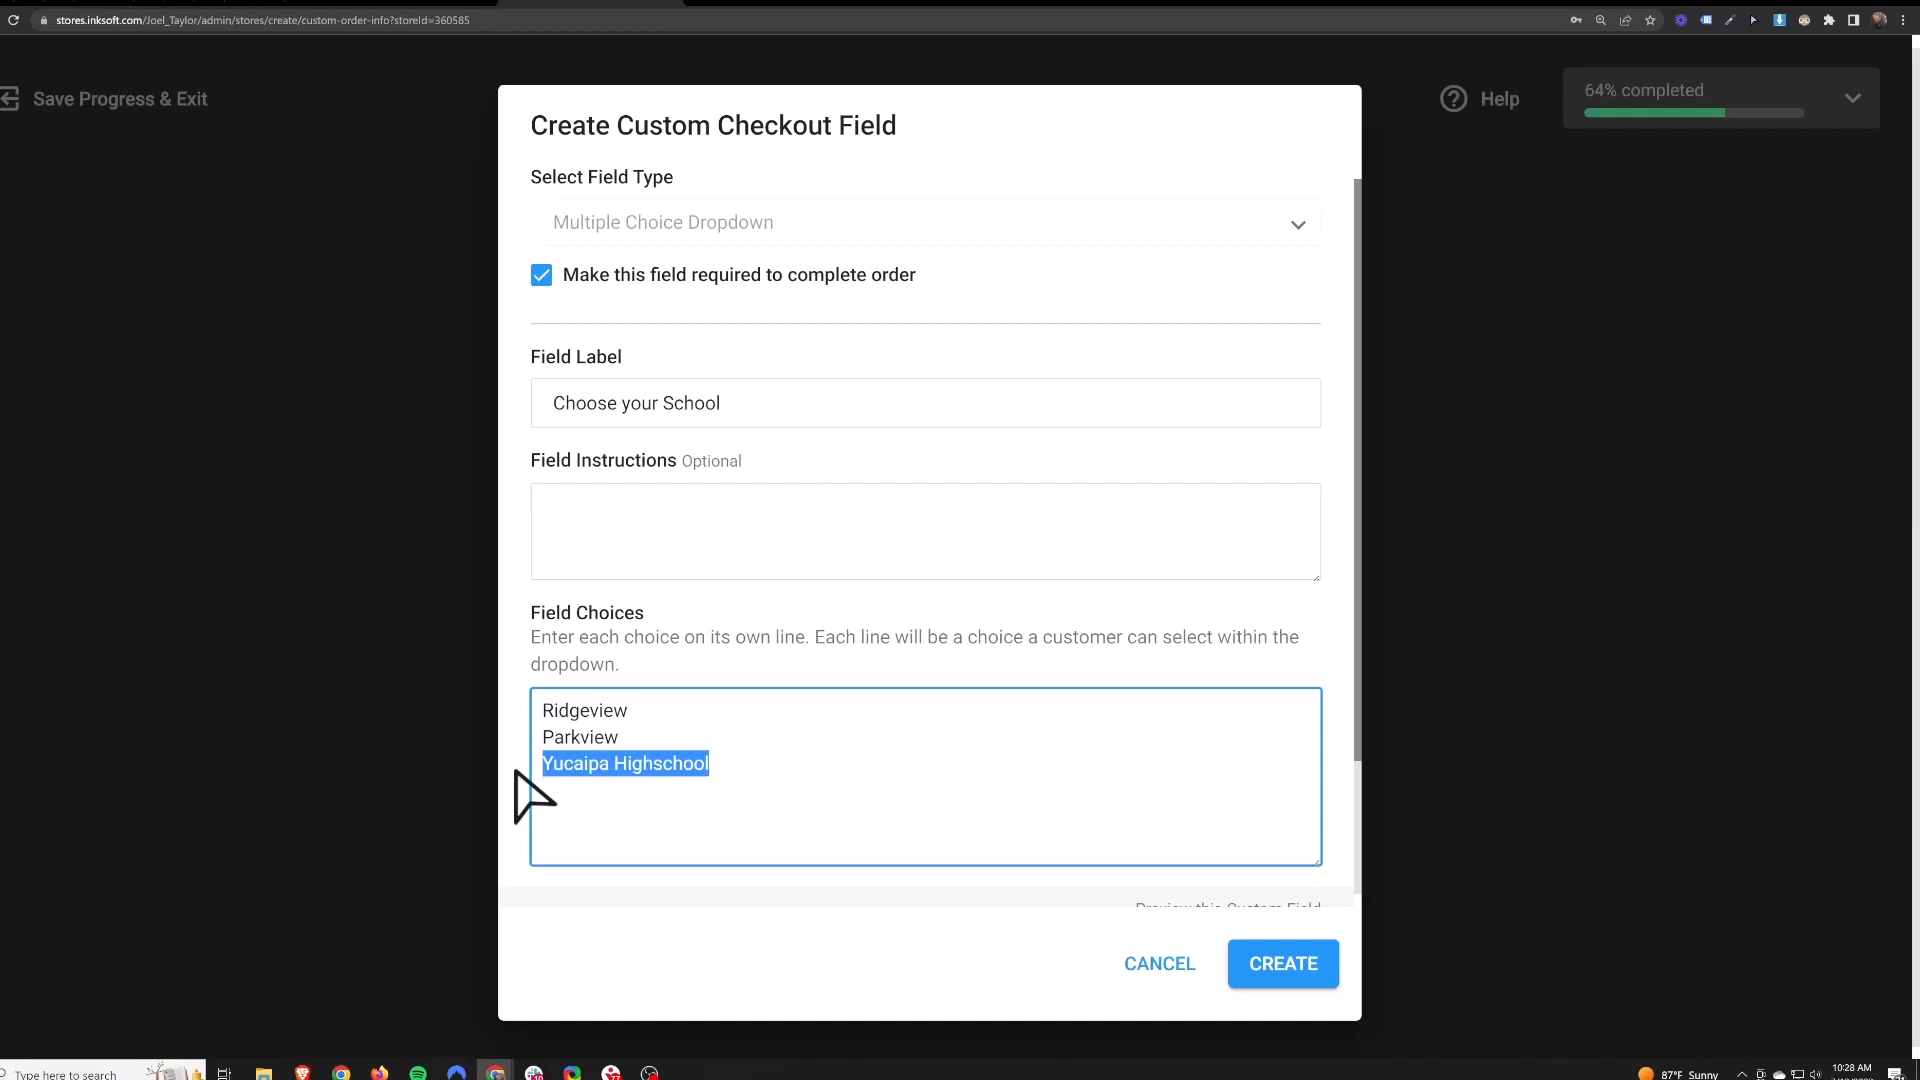 stores.inksoft.com/Joel_Taylor/admin/stores/create/custom-order-info?storeId=360585
Save Progress & Exit
Help
64% completed
Create Custom Checkout Field
Select Field Type
Multiple Choice Dropdown
Make this field required to complete order
Field Label
Choose your School
Field Instructions Optional
Field Choices
Enter each choice on its own line. Each line will be a choice a customer can select within the
dropdown.
Ridgeview
Parkview
Yucaipa Highschool
Preview this Custom Field
CANCEL
CREATE
Type here to search
87°F Sunny
10:28 AM